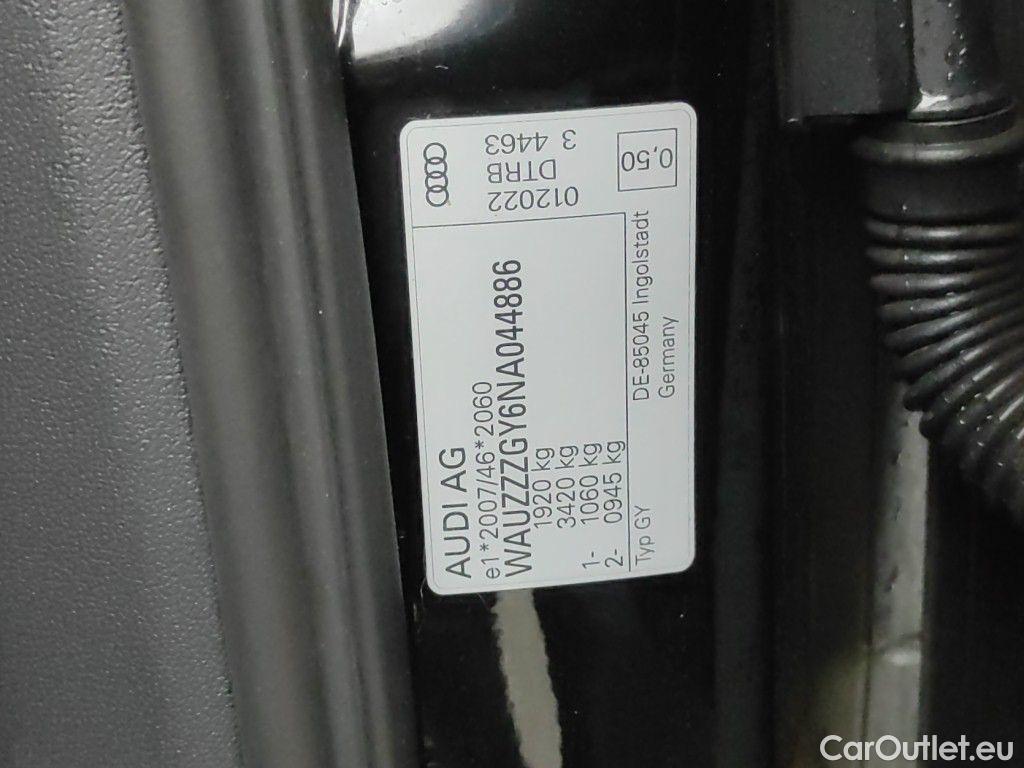 AUDI AG
e1*2007/46*2060
WAUZZZGY6NA044886
1920 kg
3420 kg
1- 1060 kg
2- 0945 kg
Typ GY
DE-85045 Ingolstadt
Germany
012022
DTRB
3 4463
0,50
CarOutlet.eu